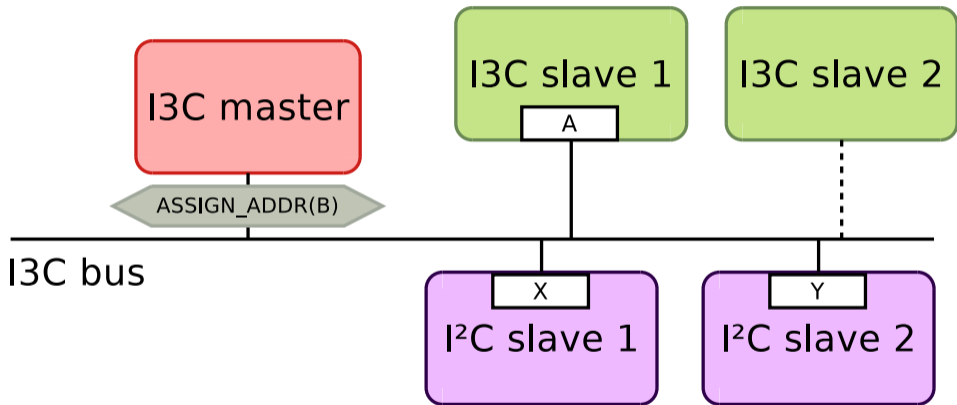 I3C master
I3C slave 1
A
I3C slave 2
ASSIGN_ADDR(B)
I3C bus
X
I²C slave 1
Y
I²C slave 2